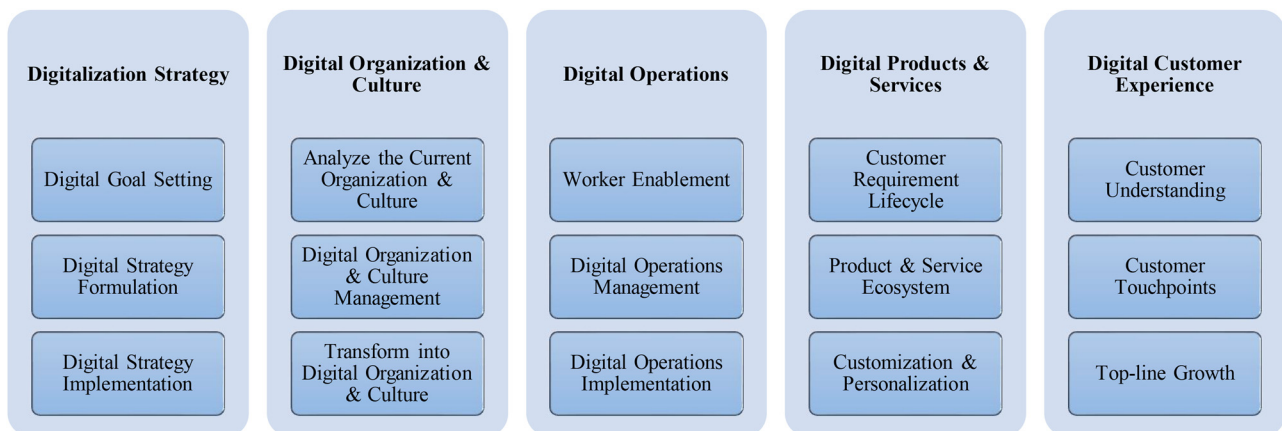 Digitalization Strategy
Digital Goal Setting
Digital Strategy
Formulation
Digital Strategy
Implementation
Digital Organization &
Culture
Analyze the Current
Organization &
Culture
Digital Organization
& Culture
Management
Transform into
Digital Organization
& Culture
Digital Operations
Worker Enablement
Digital Operations
Management
Digital Operations
Implementation
Digital Products &
Services
Customer
Requirement
Lifecycle
Product & Service
Ecosystem
Customization &
Personalization
Digital Customer
Experience
Customer
Understanding
Customer
Touchpoints
Top-line Growth